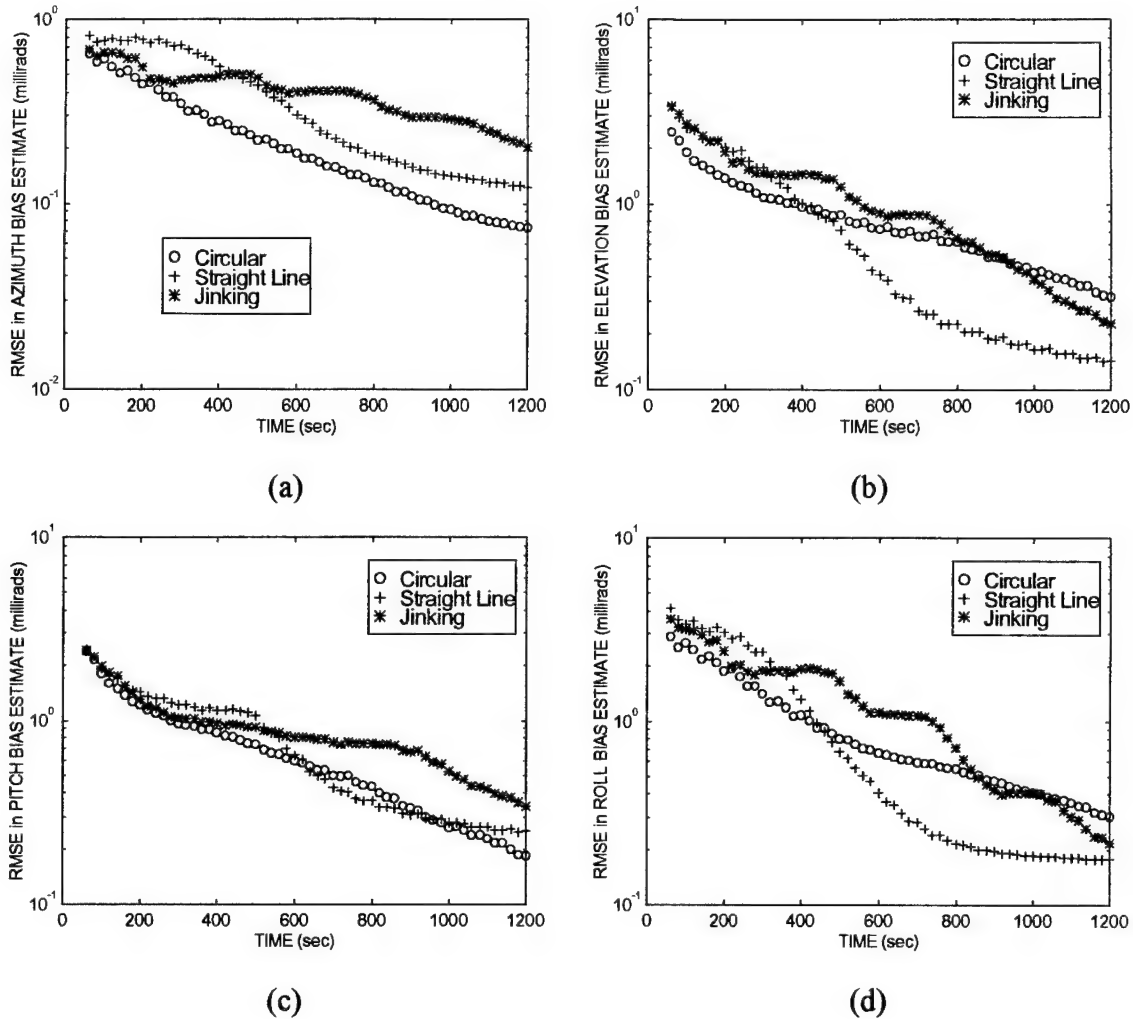 RMSE in AZIMUTH BIAS ESTIMATE (millirads)
10^0
10^-1
10^-2
Circular
Straight Line
Jinking
0 200 400 600 800 1000 1200
TIME (sec)
(a)
RMSE in ELEVATION BIAS ESTIMATE (millirads)
10^1
10^0
10^-1
Circular
Straight Line
Jinking
0 200 400 600 800 1000 1200
TIME (sec)
(b)
RMSE in PITCH BIAS ESTIMATE (millirads)
10^1
10^0
10^-1
Circular
Straight Line
Jinking
0 200 400 600 800 1000 1200
TIME (sec)
(c)
RMSE in ROLL BIAS ESTIMATE (millirads)
10^1
10^0
10^-1
Circular
Straight Line
Jinking
0 200 400 600 800 1000 1200
TIME (sec)
(d)